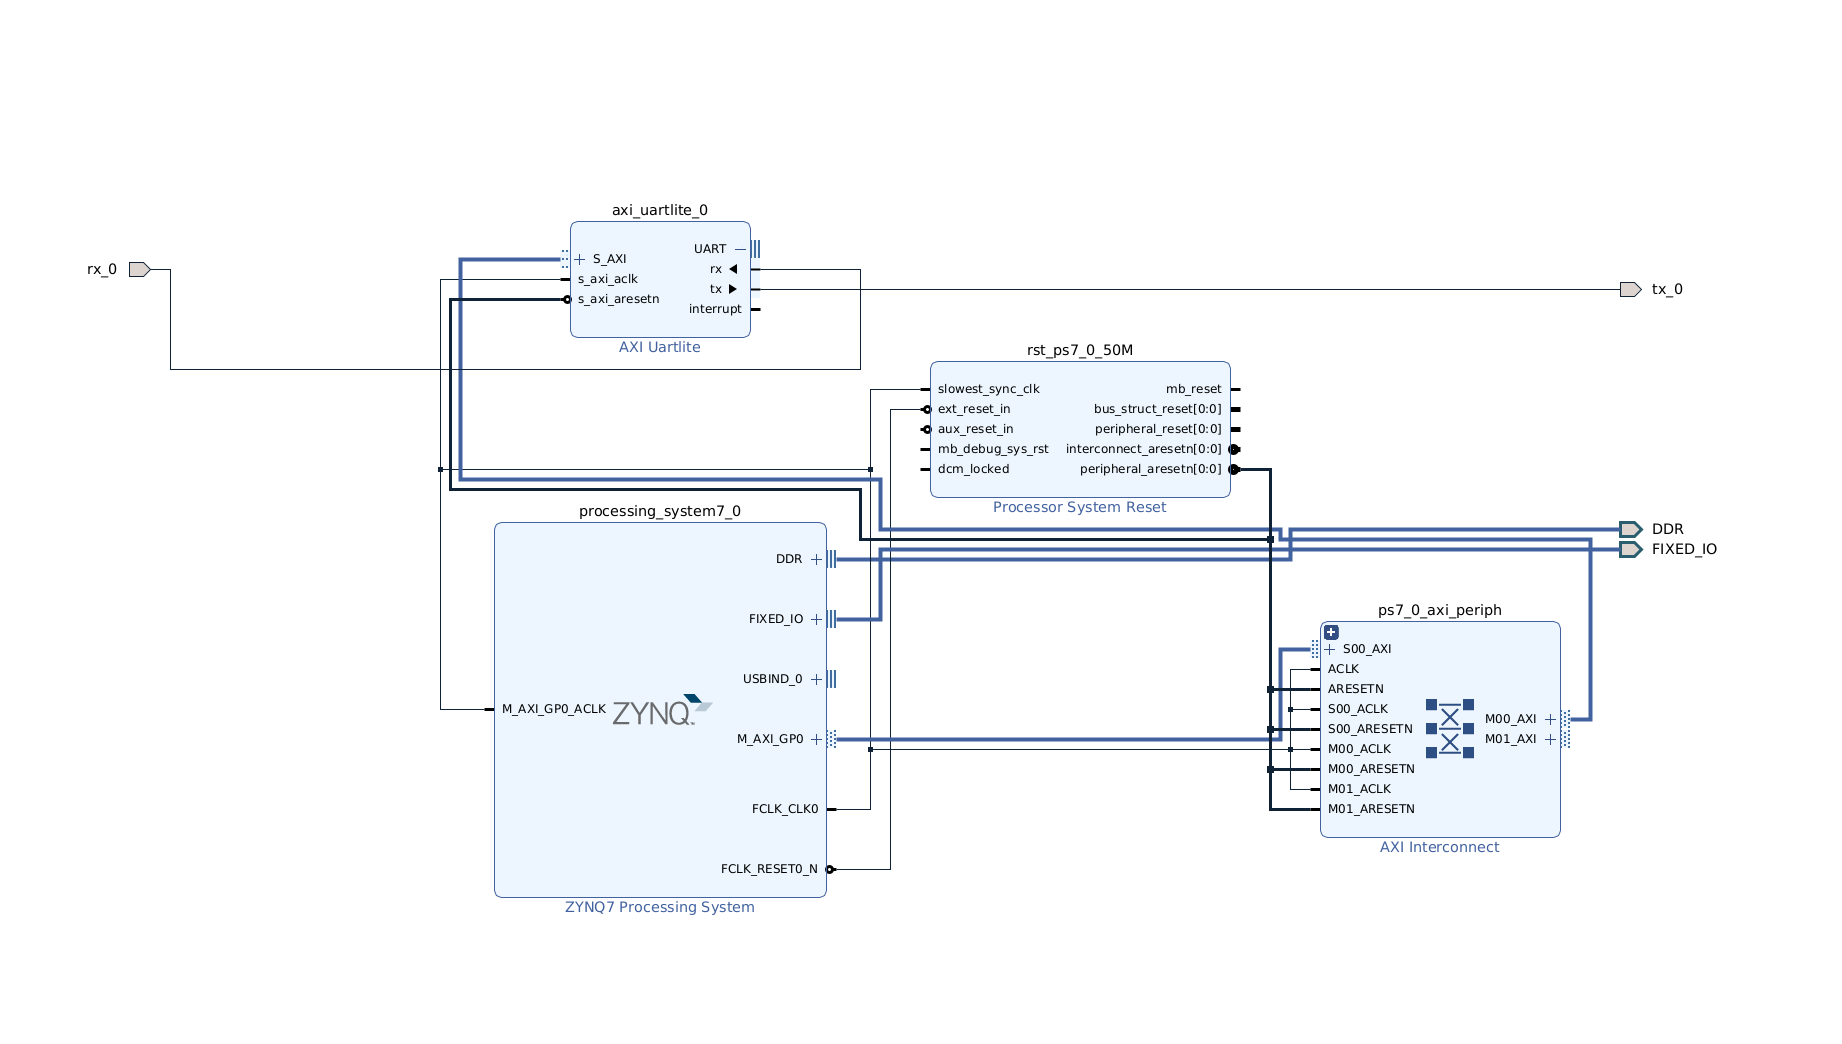 axi_uartlite_0
rx_0
S_AXI
s_axi_aclk
s_axi_aresetn
UART
rx
tx
interrupt
AXI Uartlite
tx_0
rst_ps7_0_50M
slowest_sync_clk
ext_reset_in
aux_reset_in
mb_debug_sys_rst
dcm_locked
mb_reset
bus_struct_reset[0:0]
peripheral_reset[0:0]
interconnect_aresetn[0:0]
peripheral_aresetn[0:0]
Processor System Reset
processing_system7_0
DDR
FIXED_IO
USBIND_0
M_AXI_GP0_ACLK
ZYNQ
M_AXI_GP0
FCLK_CLK0
FCLK_RESET0_N
ZYNQ7 Processing System
DDR
FIXED_IO
ps7_0_axi_periph
S00_AXI
ACLK
ARESETN
S00_ACLK
S00_ARESETN
M00_ACLK
M00_ARESETN
M01_ACLK
M01_ARESETN
M00_AXI
M01_AXI
AXI Interconnect